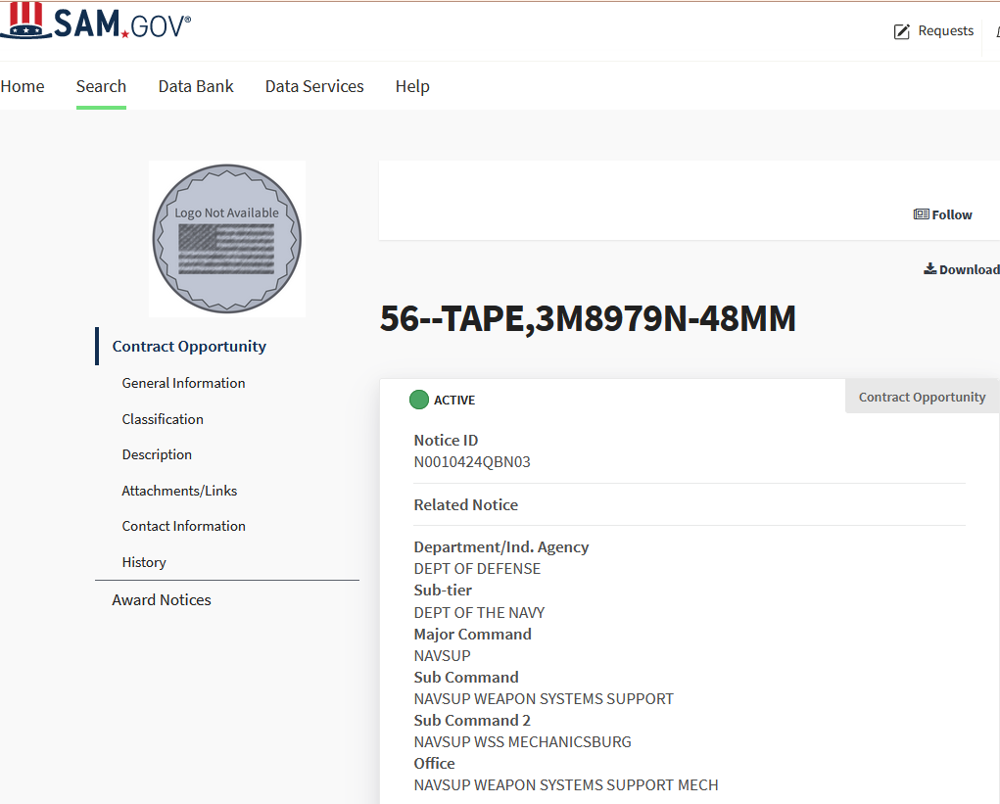 SAM.GOV®
Requests
Home Search Data Bank Data Services Help
Logo Not Available
Follow
Download
56--TAPE,3M8979N-48MM
Contract Opportunity
General Information
Classification
Description
Attachments/Links
Contact Information
History
Award Notices
ACTIVE
Contract Opportunity
Notice ID
N0010424QBN03
Related Notice
Department/Ind. Agency
DEPT OF DEFENSE
Sub-tier
DEPT OF THE NAVY
Major Command
NAVSUP
Sub Command
NAVSUP WEAPON SYSTEMS SUPPORT
Sub Command 2
NAVSUP WSS MECHANICSBURG
Office
NAVSUP WEAPON SYSTEMS SUPPORT MECH